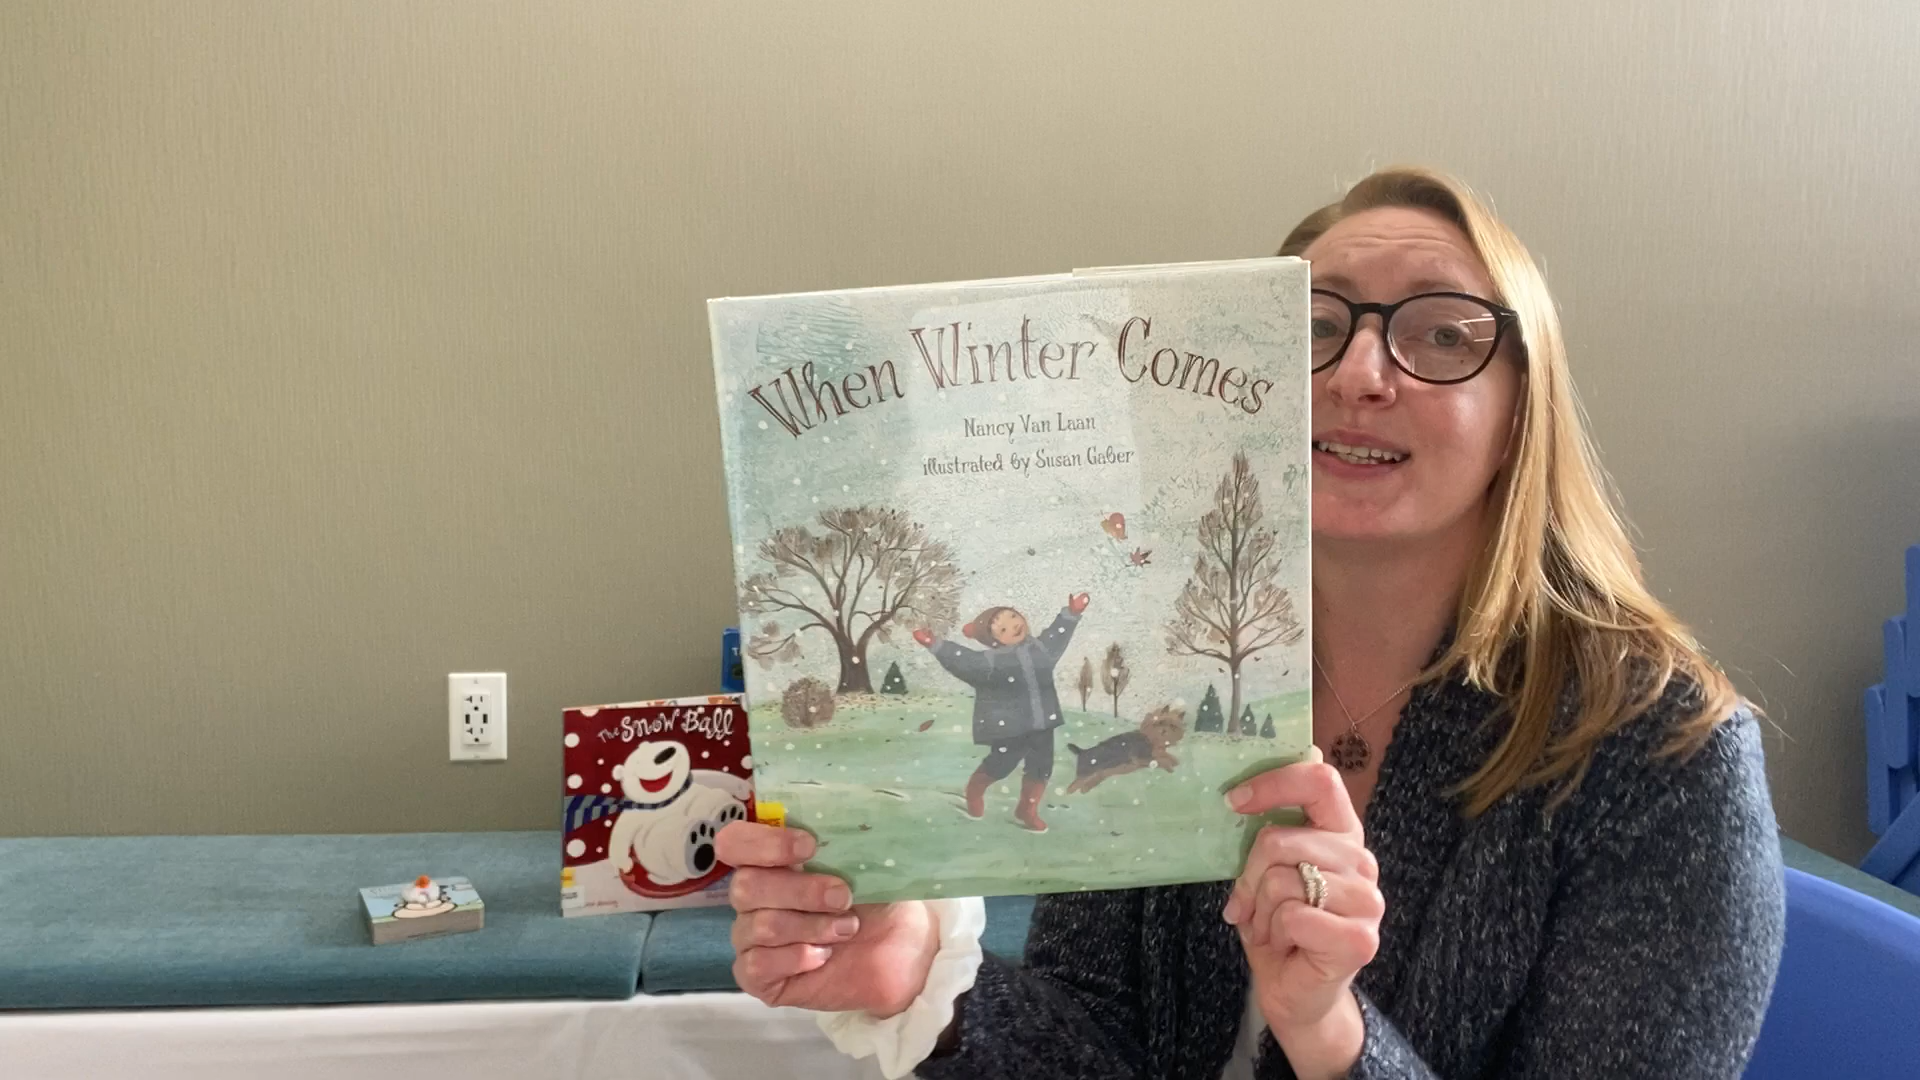 When Winter Comes
Nancy Van Laan
illustrated by Susan Gaber
The Snow Ball